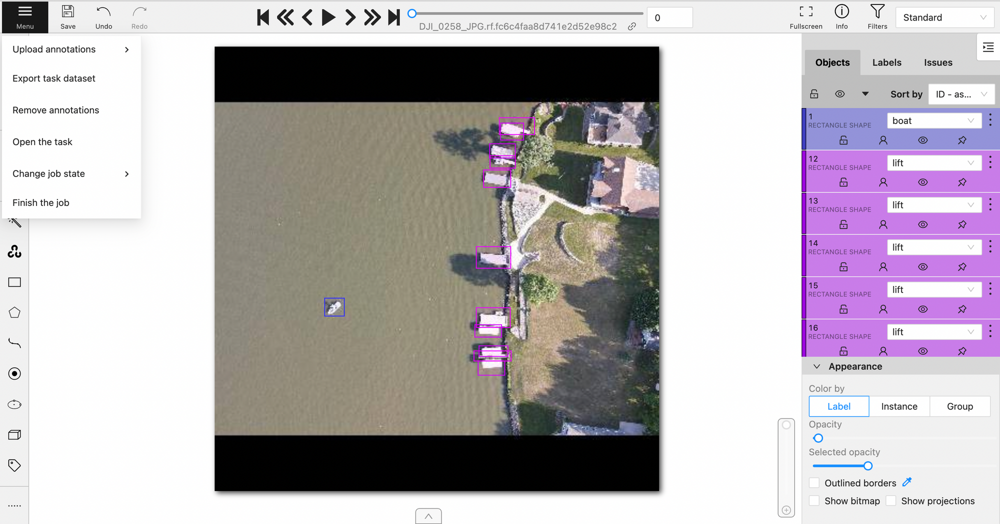 Menu
Save
Undo
Redo
DJI_0258_JPG.rf.fc6c4faa8d741e2d52e98c2
0
Fullscreen
Info
Filters
Standard
Upload annotations
Export task dataset
Remove annotations
Open the task
Change job state
Finish the job
Objects
Labels
Issues
Sort by
ID - as...
1
RECTANGLE SHAPE
boat
12
RECTANGLE SHAPE
lift
13
RECTANGLE SHAPE
lift
14
RECTANGLE SHAPE
lift
15
RECTANGLE SHAPE
lift
16
RECTANGLE SHAPE
lift
Appearance
Color by
Label
Instance
Group
Opacity
Selected opacity
Outlined borders
Show bitmap
Show projections